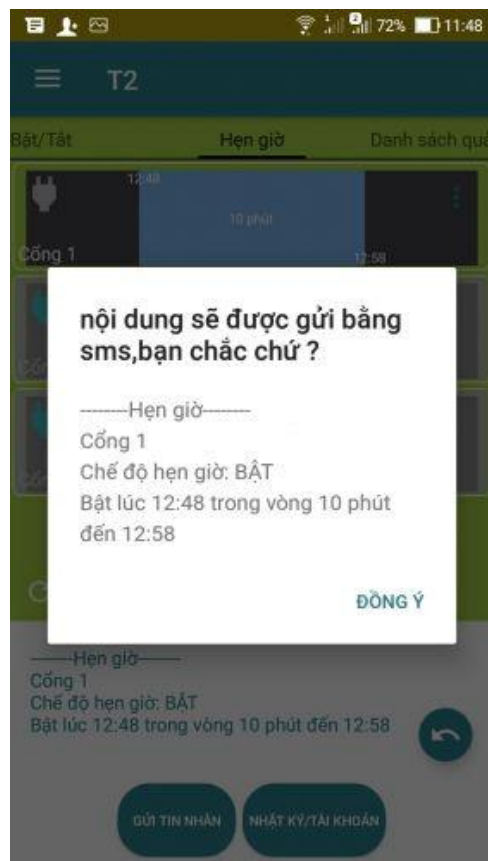 72% 11:48
T2
Bật/Tắt Hẹn giờ Danh sách quá
12:48
10 phút
Cổng 1
12:58
nội dung sẽ được gửi bằng
sms,bạn chắc chứ ?
--------Hẹn giờ--------
Cổng 1
Chế độ hẹn giờ: BẬT
Bật lúc 12:48 trong vòng 10 phút
đến 12:58
ĐỒNG Ý
--------Hẹn giờ--------
Cổng 1
Chế độ hẹn giờ: BẬT
Bật lúc 12:48 trong vòng 10 phút đến 12:58
GỬI TIN NHẮN NHẬT KÝ/TÀI KHOẢN